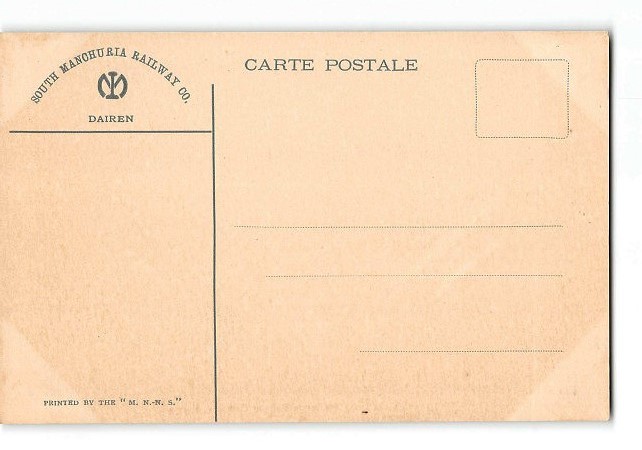 SOUTH MANCHURIA RAILWAY CO.
DAIREN
CARTE POSTALE
PRINTED BY THE "M. N.-N. S."